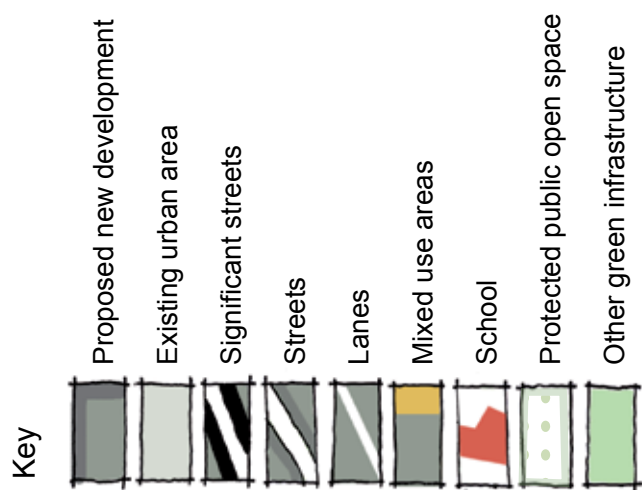 Key
Proposed new development
Existing urban area
Significant streets
Streets
Lanes
Mixed use areas
School
Protected public open space
Other green infrastructure